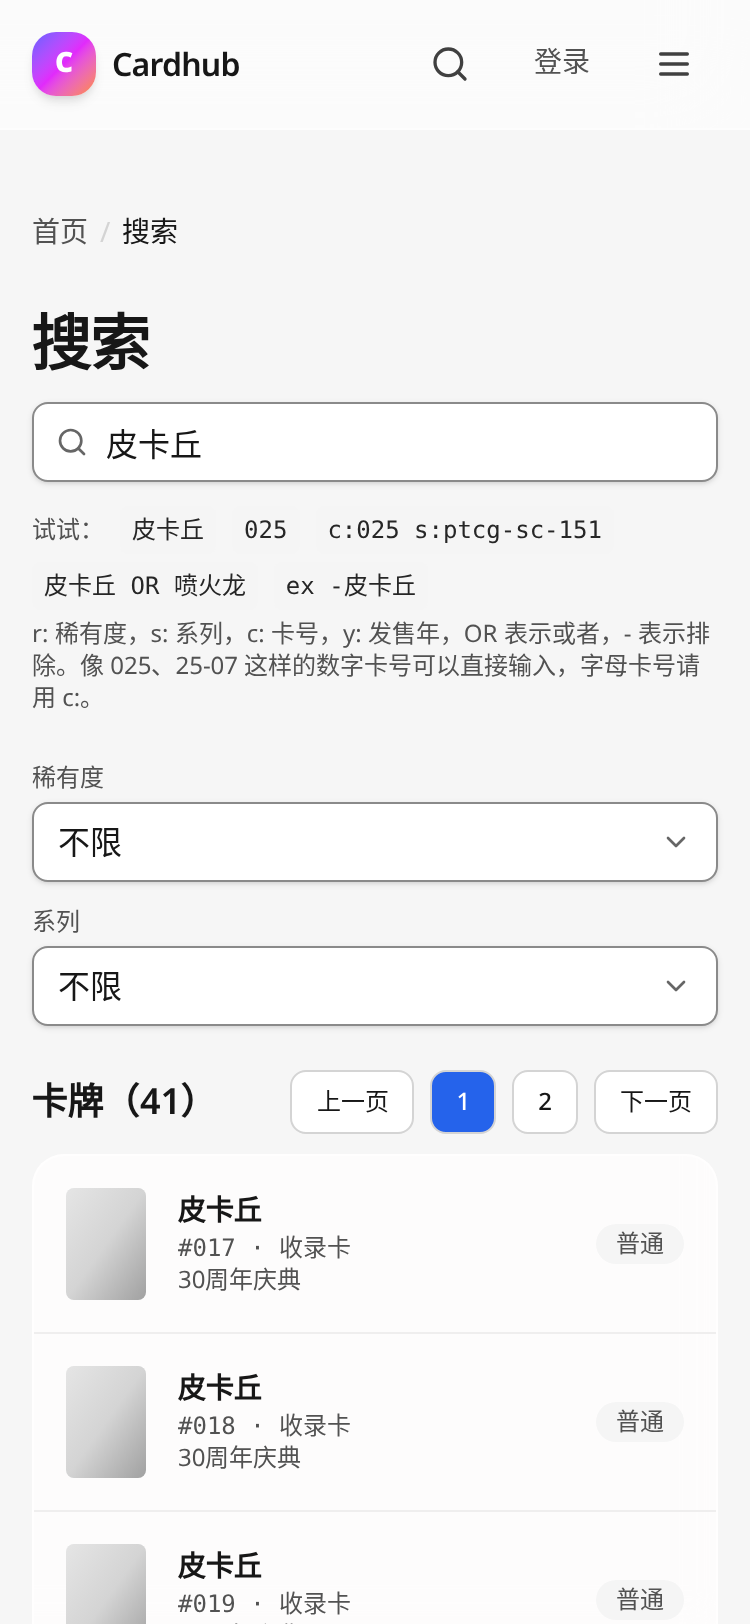 C Cardhub 登录
首页 / 搜索
搜索
皮卡丘
试试： 皮卡丘 025 c:025 s:ptcg-sc-151
皮卡丘 OR 喷火龙 ex -皮卡丘
r: 稀有度，s: 系列，c: 卡号，y: 发售年，OR 表示或者，- 表示排
除。像 025、25-07 这样的数字卡号可以直接输入，字母卡号请
用 c:。
稀有度
不限
系列
不限
卡牌（41） 上一页 1 2 下一页
皮卡丘
#017 · 收录卡
30周年庆典
普通
皮卡丘
#018 · 收录卡
30周年庆典
普通
皮卡丘
#019 · 收录卡
普通